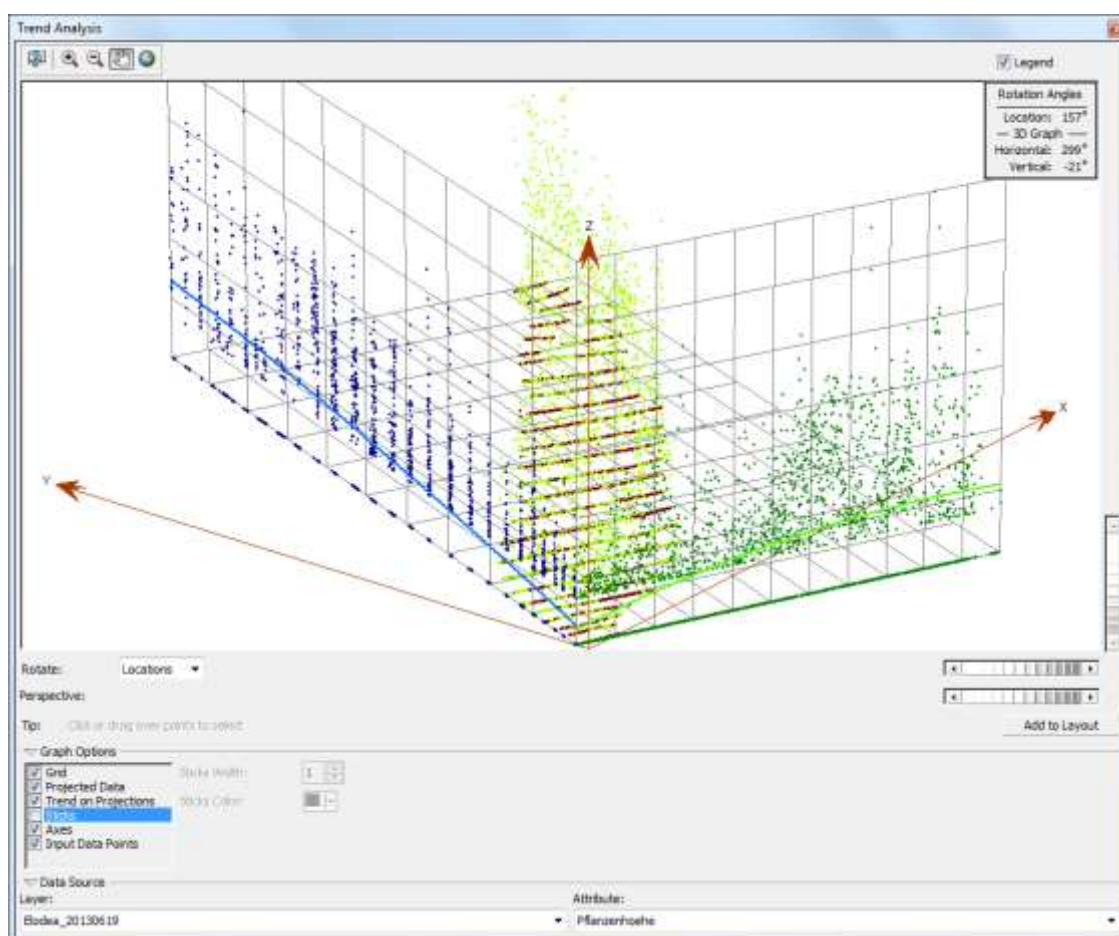 Trend Analysis
Legend
Rotation Angles
Location: 157°
3D Graph
Horizontal: 299°
Vertical: -21°
Z
X
Y
Rotate: Locations
Perspective:
Tip: Click or drag over points to select
Add to Layout
Graph Options
Grid
Projected Data
Trend on Projections
Sticks
Axes
Input Data Points
Sticks Width: 1
Sticks Color:
Data Source
Layer: Attribute:
Elodea_20130619 Pflanzenhoehe